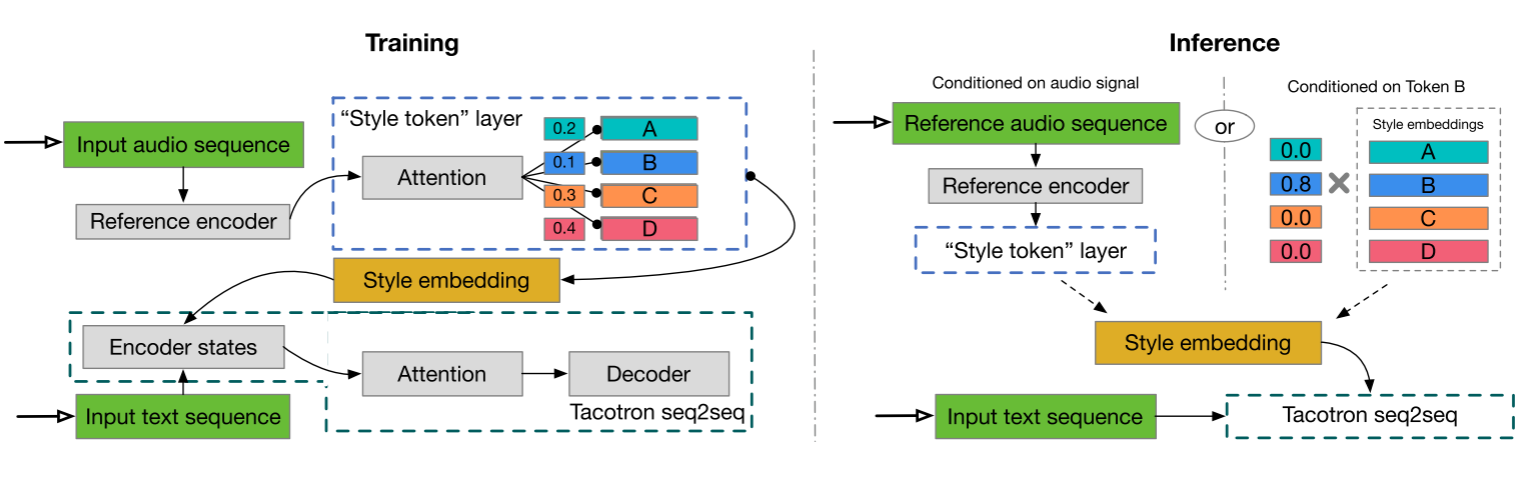 Training
Input audio sequence
Reference encoder
“Style token” layer
Attention
0.2 A
0.1 B
0.3 C
0.4 D
Style embedding
Encoder states
Input text sequence
Attention
Decoder
Tacotron seq2seq
Inference
Conditioned on audio signal
Reference audio sequence
Reference encoder
“Style token” layer
or
Conditioned on Token B
Style embeddings
0.0 A
0.8 B
0.0 C
0.0 D
Style embedding
Input text sequence
Tacotron seq2seq